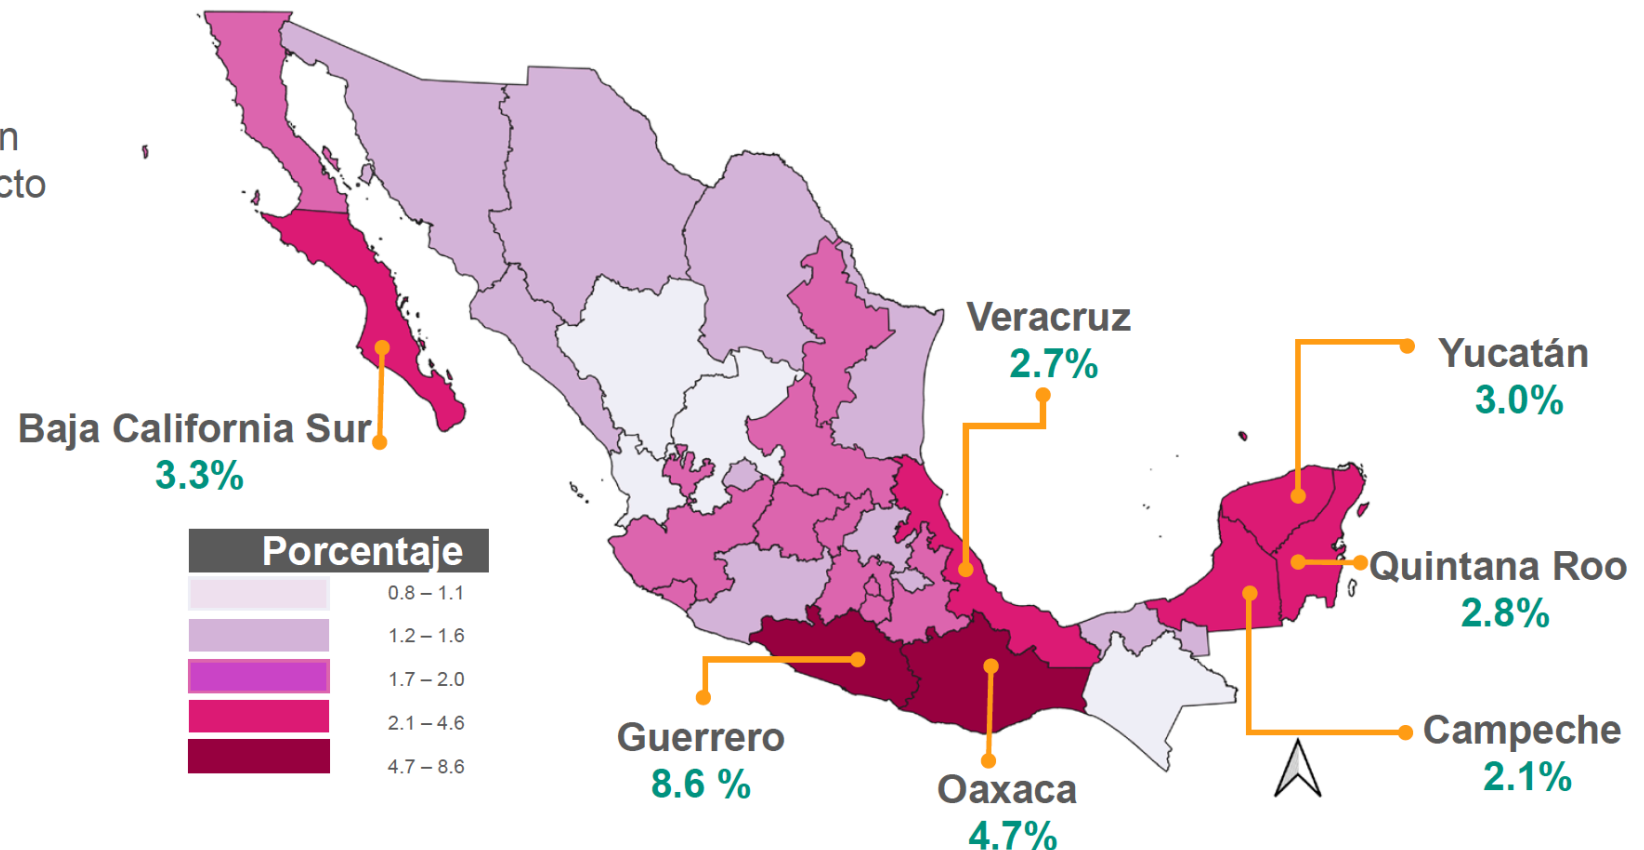 Veracruz
2.7%
Yucatán
3.0%
Baja California Sur
3.3%
Porcentaje
0.8 – 1.1
1.2 – 1.6
1.7 – 2.0
2.1 – 4.6
4.7 – 8.6
Quintana Roo
2.8%
Guerrero
8.6 %
Oaxaca
4.7%
Campeche
2.1%